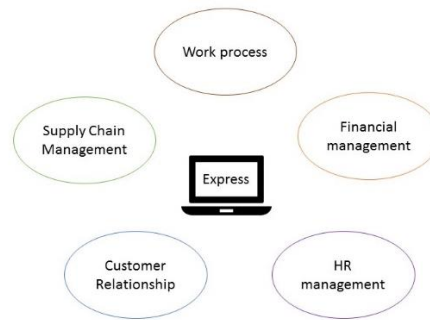 Work process
Supply Chain
Management
Financial
management
Express
Customer
Relationship
HR
management